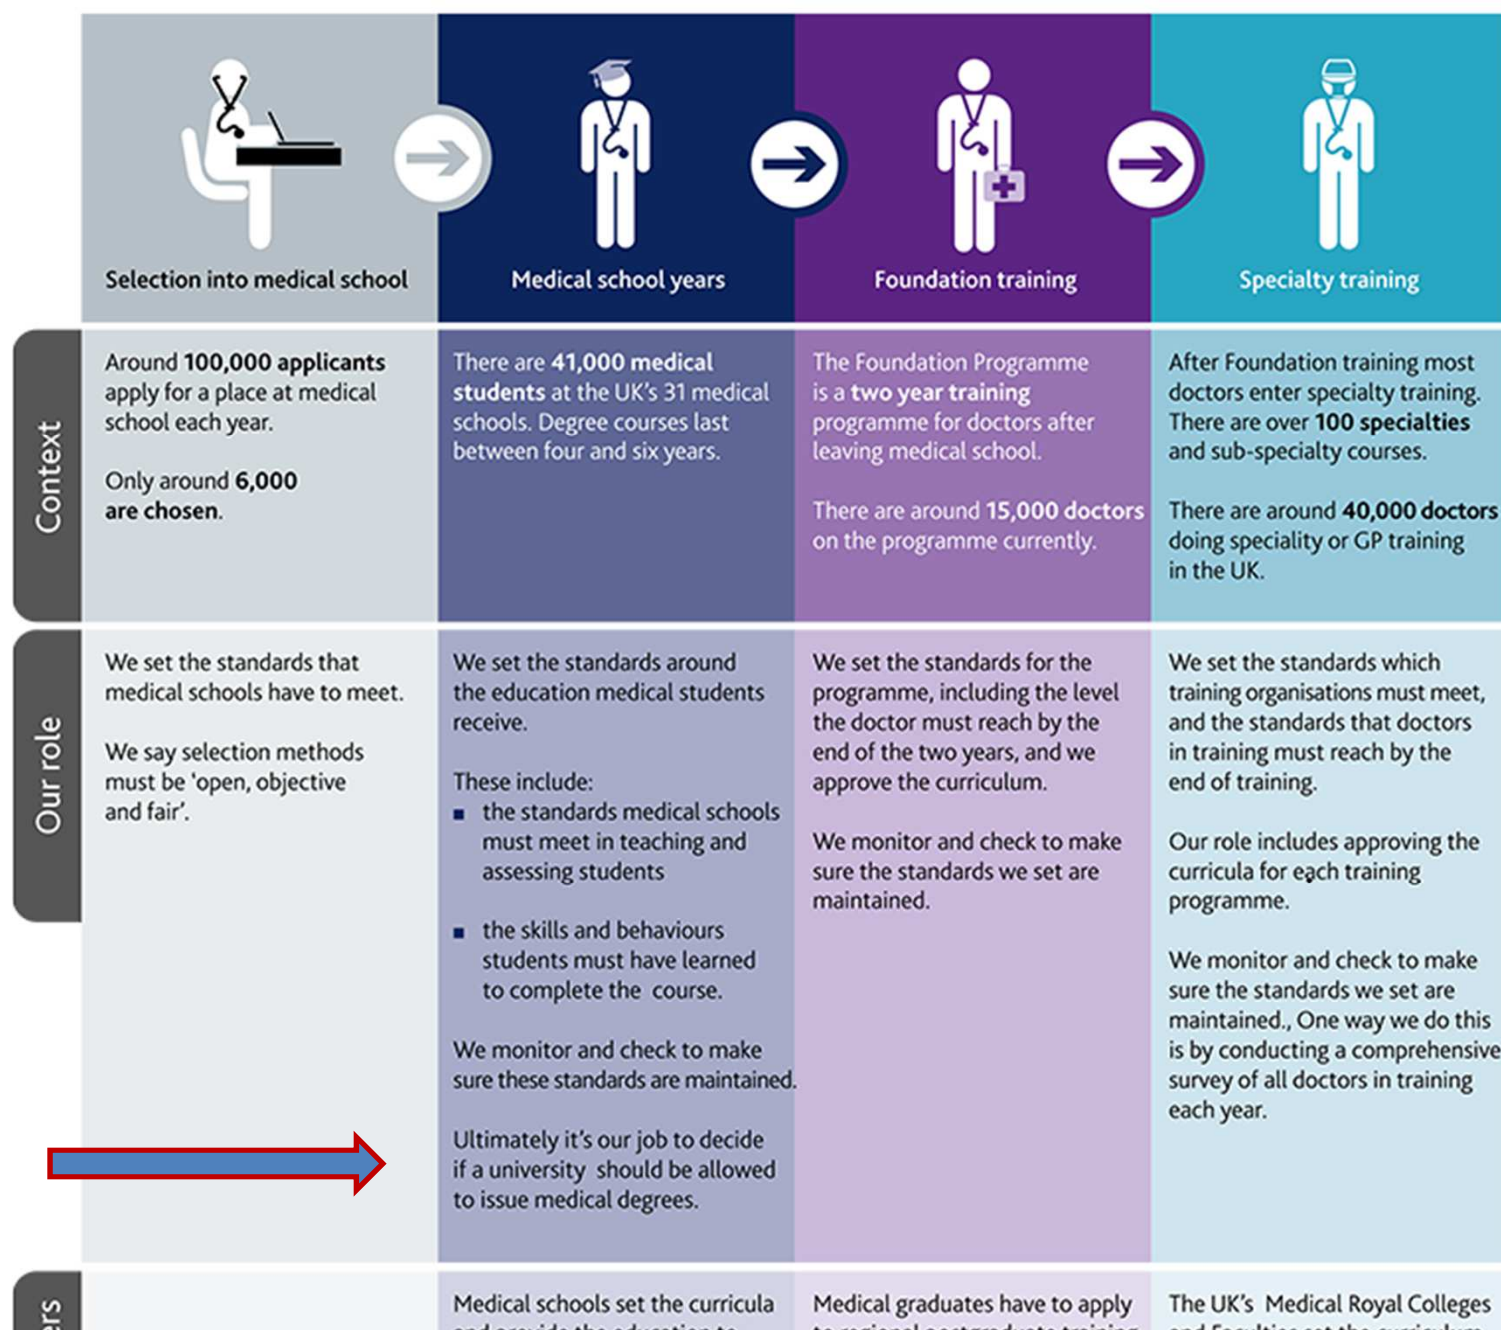 Selection into medical school
Medical school years
Foundation training
Specialty training
Context
Around 100,000 applicants
apply for a place at medical
school each year.
Only around 6,000
are chosen.
There are 41,000 medical
students at the UK's 31 medical
schools. Degree courses last
between four and six years.
The Foundation Programme
is a two year training
programme for doctors after
leaving medical school.
There are around 15,000 doctors
on the programme currently.
After Foundation training most
doctors enter specialty training.
There are over 100 specialties
and sub-specialty courses.
There are around 40,000 doctors
doing speciality or GP training
in the UK.
Our role
We set the standards that
medical schools have to meet.
We say selection methods
must be 'open, objective
and fair'.
We set the standards around
the education medical students
receive.
These include:
▪ the standards medical schools
must meet in teaching and
assessing students
▪ the skills and behaviours
students must have learned
to complete the course.
We monitor and check to make
sure these standards are maintained.
Ultimately it's our job to decide
if a university should be allowed
to issue medical degrees.
We set the standards for the
programme, including the level
the doctor must reach by the
end of the two years, and we
approve the curriculum.
We monitor and check to make
sure the standards we set are
maintained.
We set the standards which
training organisations must meet,
and the standards that doctors
in training must reach by the
end of training.
Our role includes approving the
curricula for each training
programme.
We monitor and check to make
sure the standards we set are
maintained., One way we do this
is by conducting a comprehensive
survey of all doctors in training
each year.
Medical schools set the curricula
Medical graduates have to apply
The UK's Medical Royal Colleges